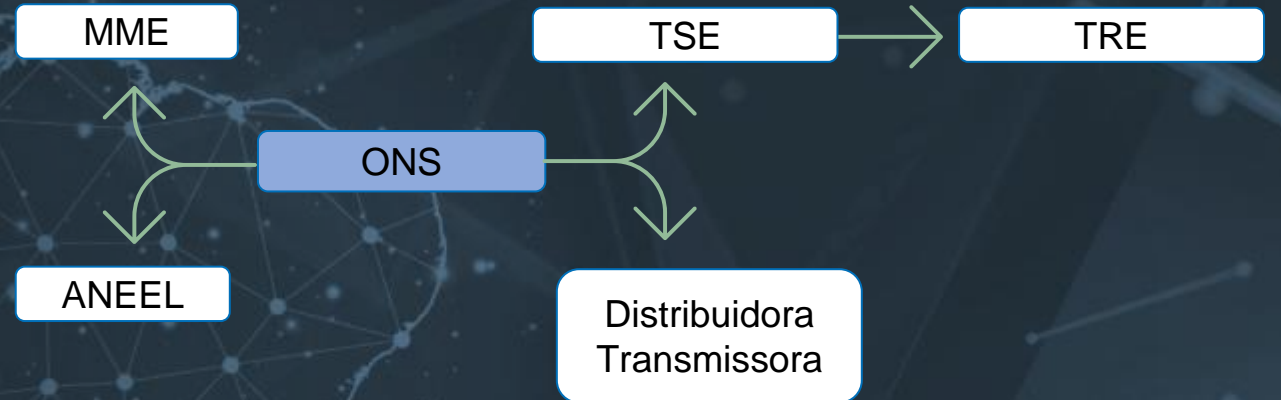 MME
TSE
TRE
ONS
ANEEL
Distribuidora
Transmissora